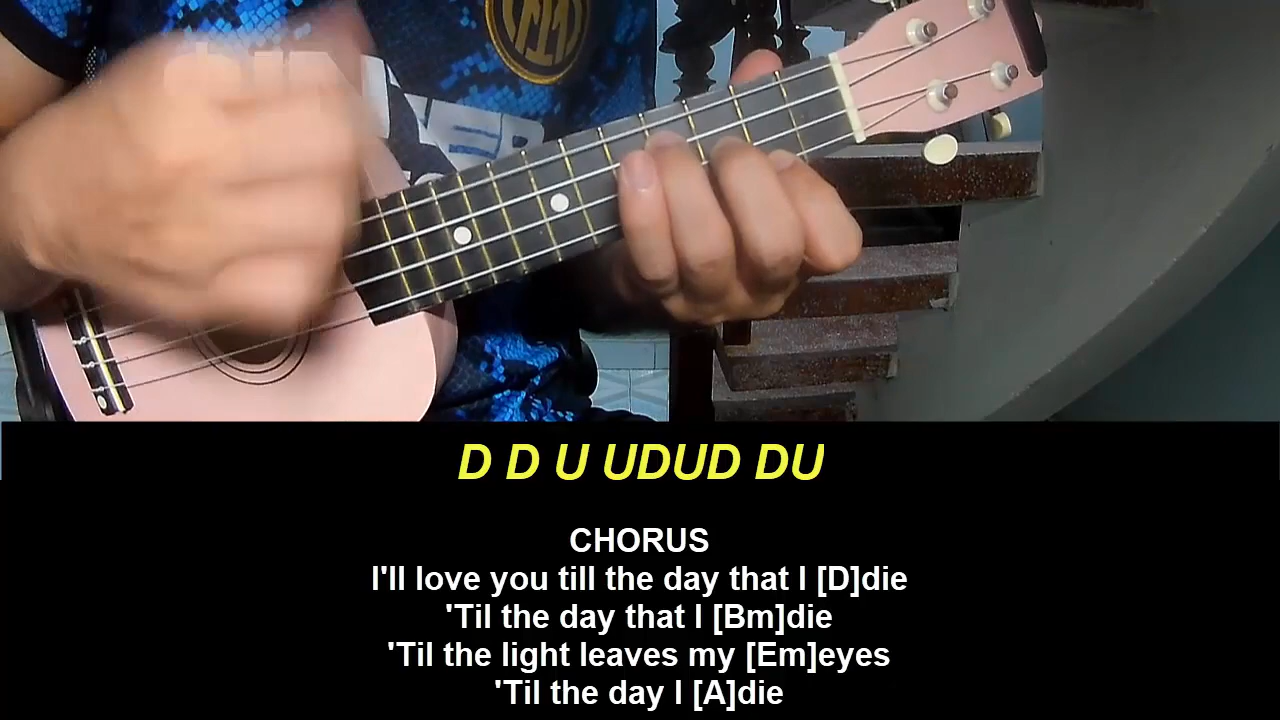 D D U UDUD DU
CHORUS
I'll love you till the day that I [D]die
'Til the day that I [Bm]die
'Til the light leaves my [Em]eyes
'Til the day I [A]die